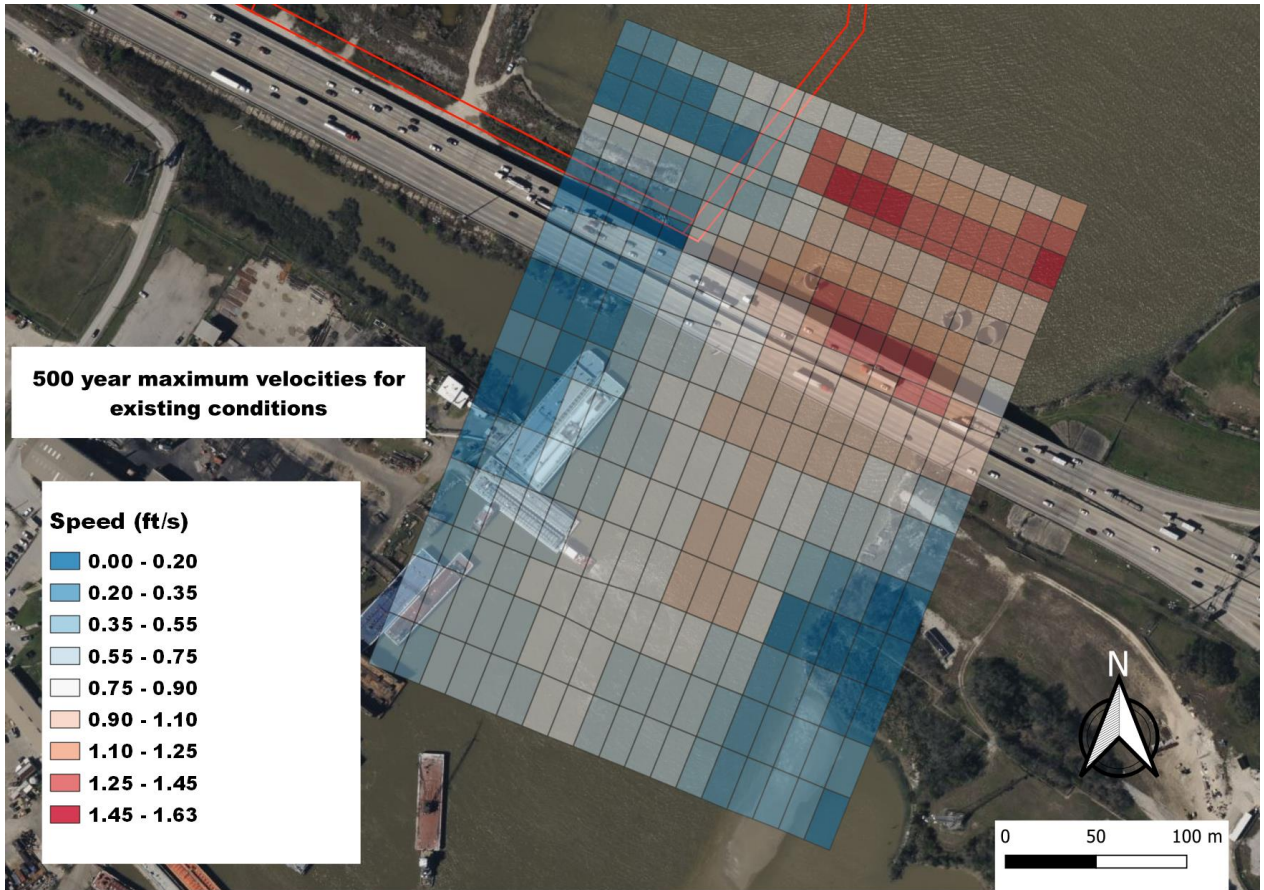 500 year maximum velocities for
existing conditions
Speed (ft/s)
0.00 - 0.20
0.20 - 0.35
0.35 - 0.55
0.55 - 0.75
0.75 - 0.90
0.90 - 1.10
1.10 - 1.25
1.25 - 1.45
1.45 - 1.63
N
0 50 100 m